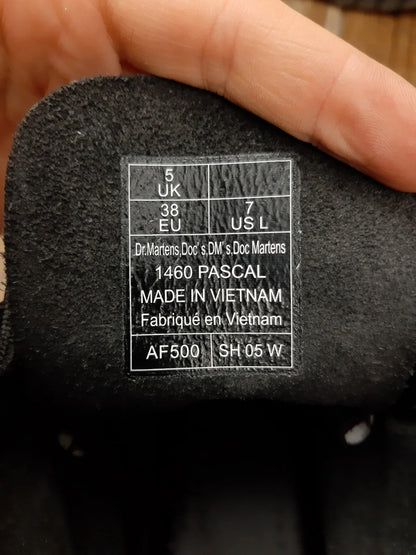 5
UK
38
EU
7
US L
Dr.Martens,Doc's,DM's.Doc Martens
1460 PASCAL
MADE IN VIETNAM
Fabriqué en Vietnam
AF500
SH 05 W